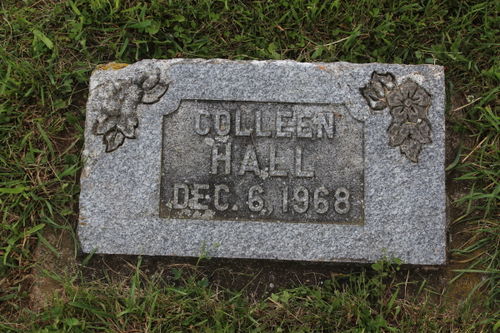 COLLEEN
HALL
DEC. 6, 1968